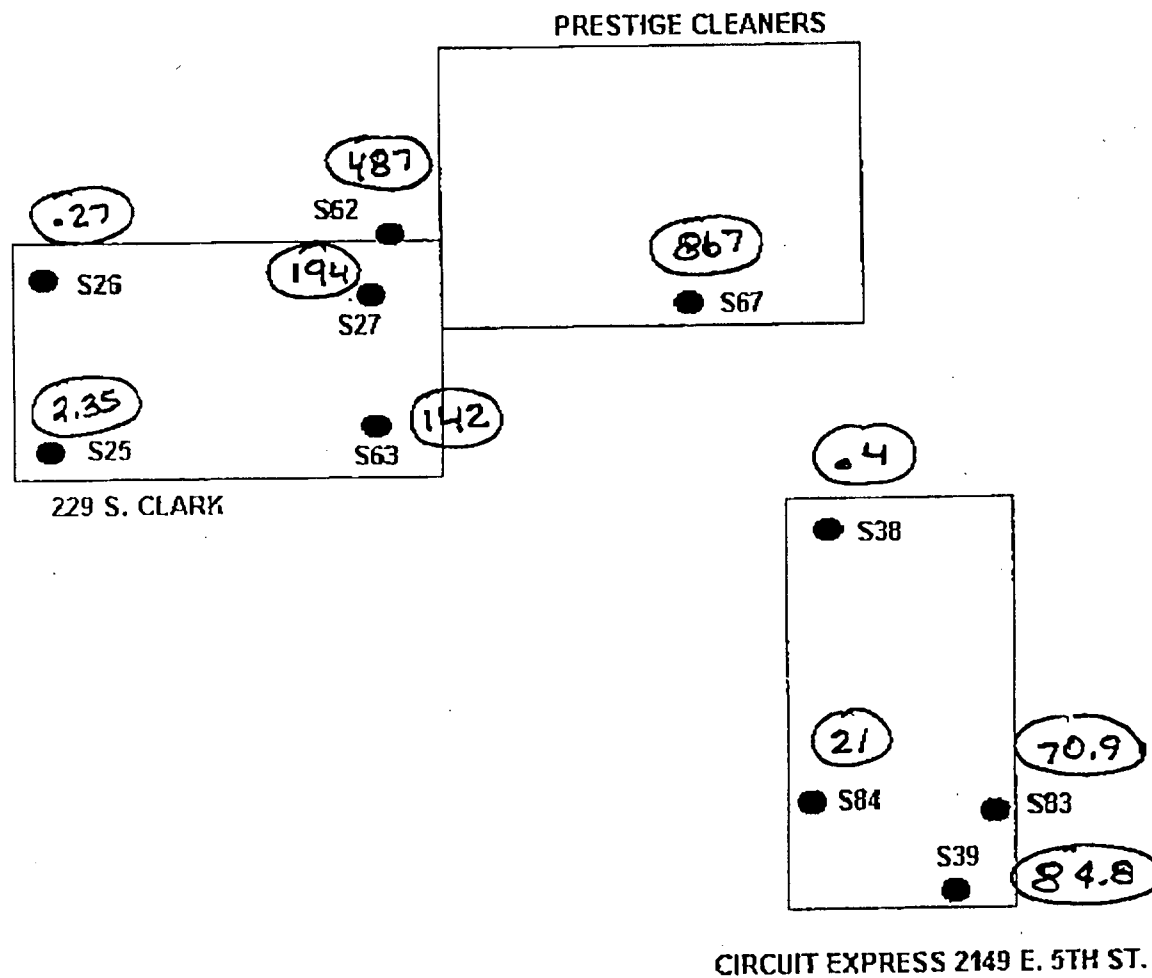 PRESTIGE CLEANERS
487
S62
.27
S26
194
S27
867
S67
2.35
S25
142
S63
229 S. CLARK
.4
S38
21
70.9
S84
S83
S39
84.8
CIRCUIT EXPRESS 2149 E. 5TH ST.